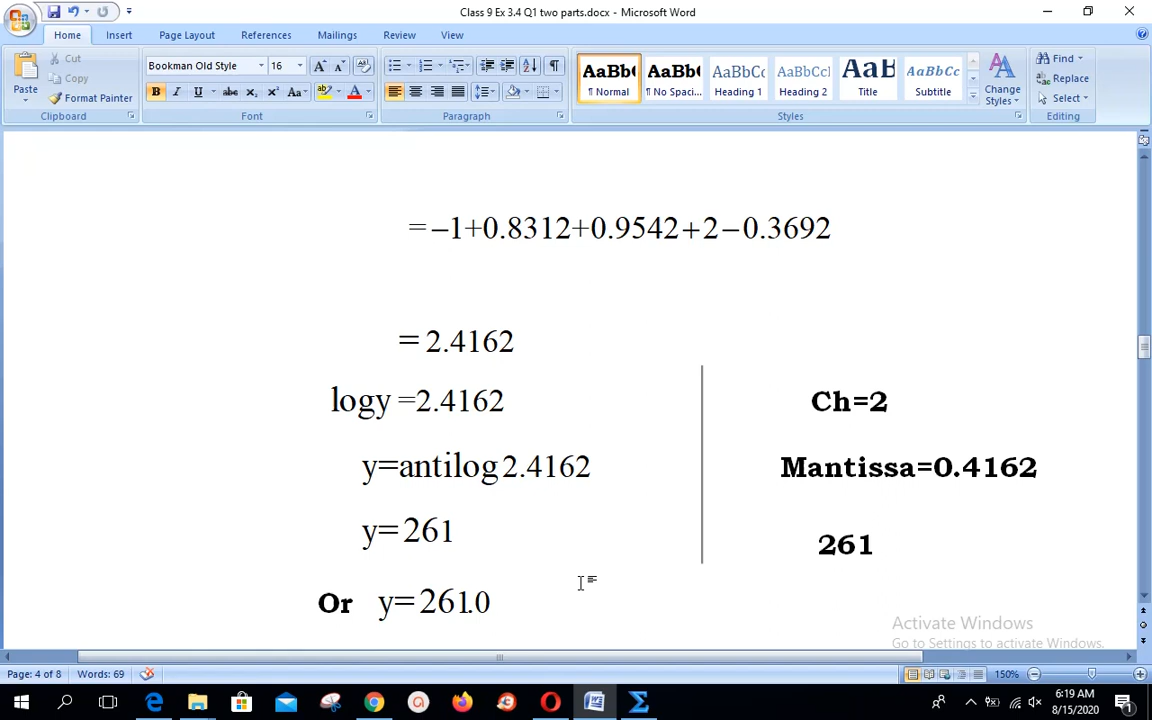 Class 9 Ex 3.4 Q1 two parts.docx - Microsoft Word
Home Insert Page Layout References Mailings Review View
Paste Cut Copy Format Painter Clipboard
Bookman Old Style 16 Font
Paragraph
AaBbC ¶ Normal AaBbC ¶ No Spaci... AaBbCc Heading 1 AaBbCcI Heading 2 AaB Title AaBbCc Subtitle Change Styles Styles
Find Replace Select Editing
=−1+0.8312+0.9542+2−0.3692
= 2.4162
logy =2.4162
Ch=2
y=antilog2.4162
Mantissa=0.4162
y=261
261
Or y=261.0
Activate Windows
Go to Settings to activate Windows.
Page: 4 of 8 Words: 69 150%
6:19 AM
8/15/2020